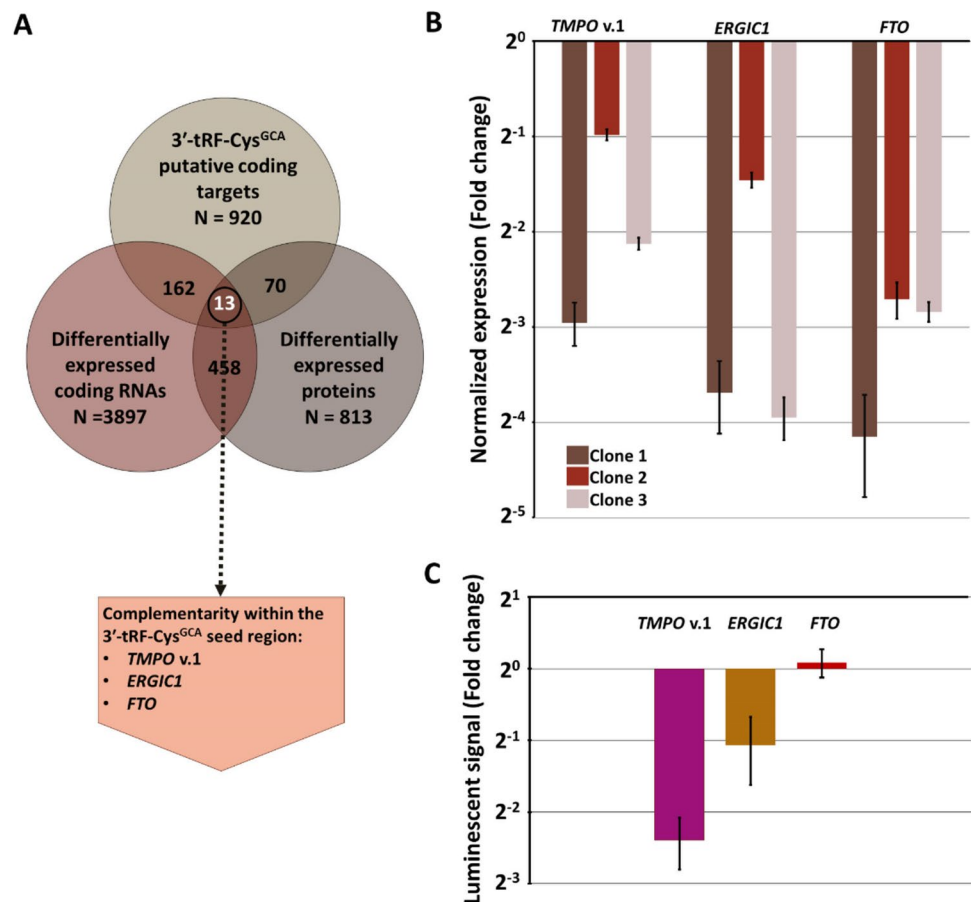 A
3′-tRF-Cys^GCA
putative coding
targets
N = 920
162
70
13
Differentially
expressed
coding RNAs
N =3897
458
Differentially
expressed
proteins
N = 813
Complementarity within the
3′-tRF-Cys^GCA seed region:
• TMPO v.1
• ERGIC1
• FTO
B
TMPO v.1 ERGIC1 FTO
Normalized expression (Fold change)
2^0
2^-1
2^-2
2^-3
2^-4
2^-5
Clone 1
Clone 2
Clone 3
C
Luminescent signal (Fold change)
2^1
2^0
2^-1
2^-2
2^-3
TMPO v.1 ERGIC1 FTO